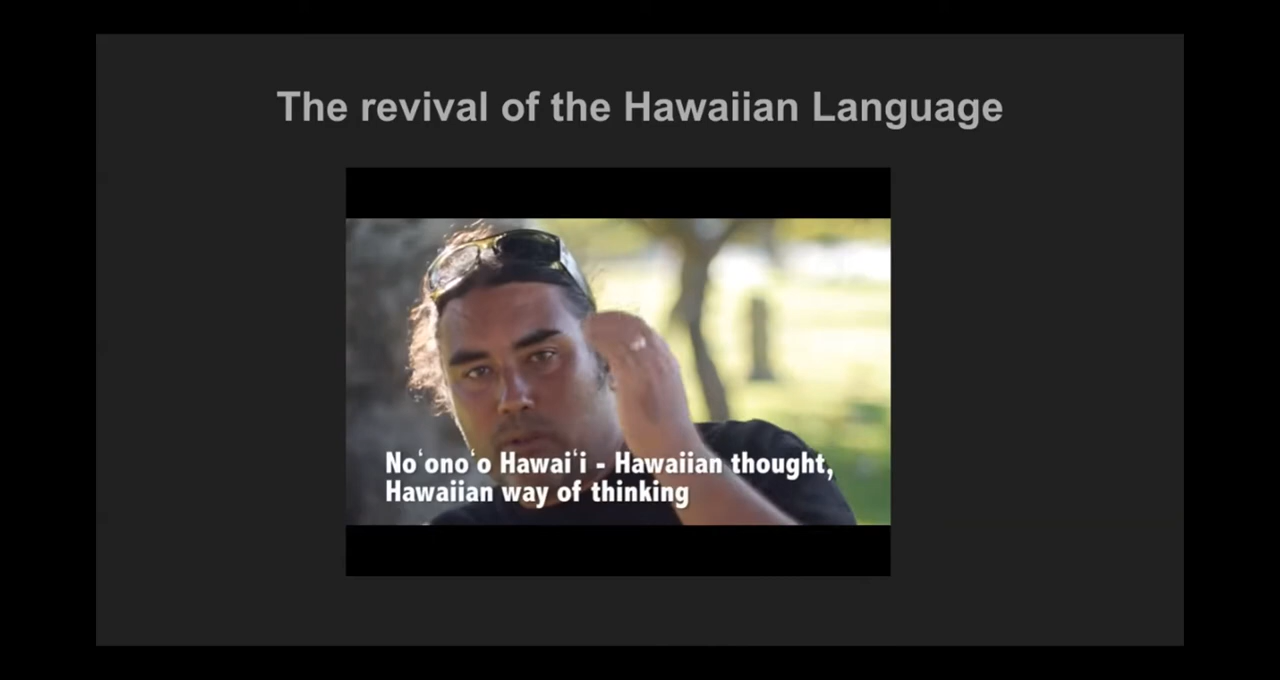 The revival of the Hawaiian Language
Noʻonoʻo Hawaiʻi - Hawaiian thought,
Hawaiian way of thinking